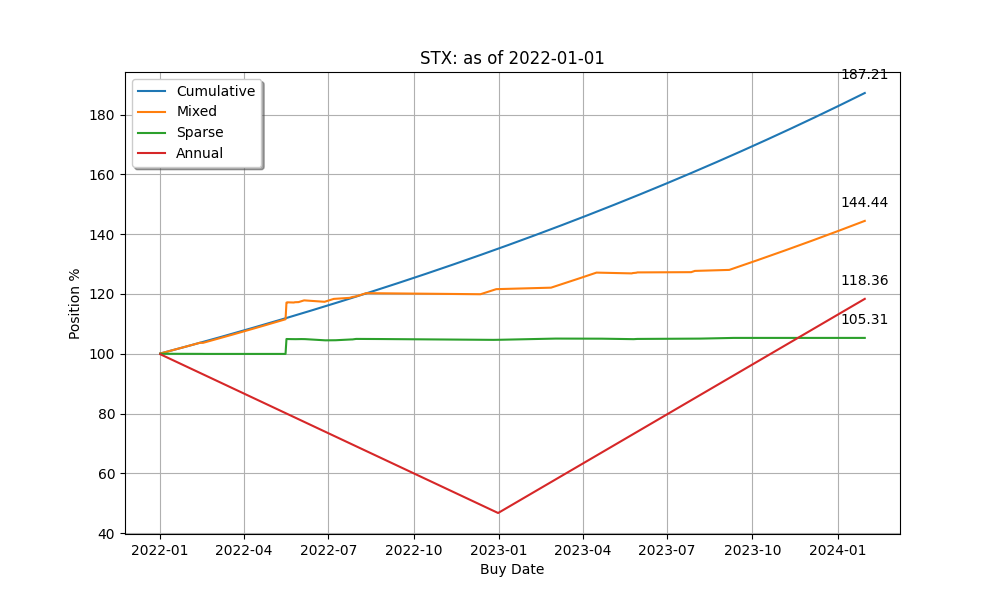 STX: as of 2022-01-01
Cumulative
Mixed
Sparse
Annual
187.21
144.44
118.36
105.31
Position %
180
160
140
120
100
80
60
40
2022-01 2022-04 2022-07 2022-10 2023-01 2023-04 2023-07 2023-10 2024-01
Buy Date